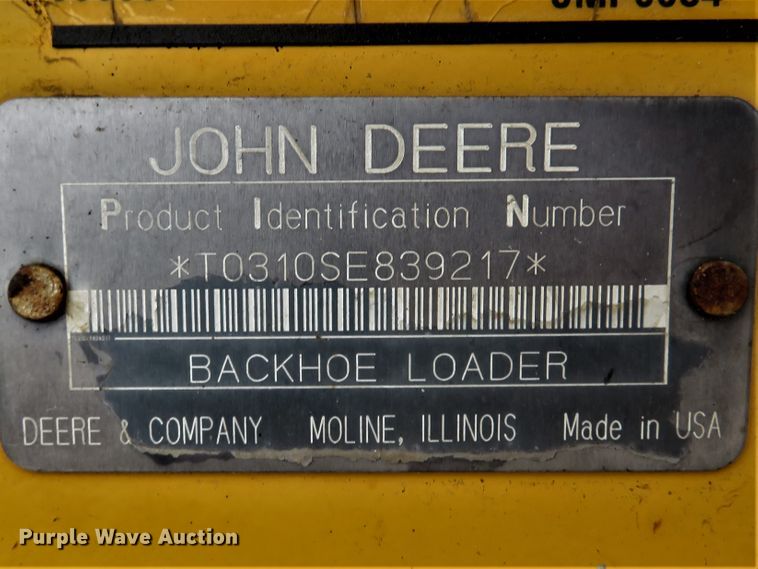 JOHN DEERE
Product Identification Number
*T0310SE839217*
BACKHOE LOADER
DEERE & COMPANY MOLINE, ILLINOIS Made in USA
Purple Wave Auction